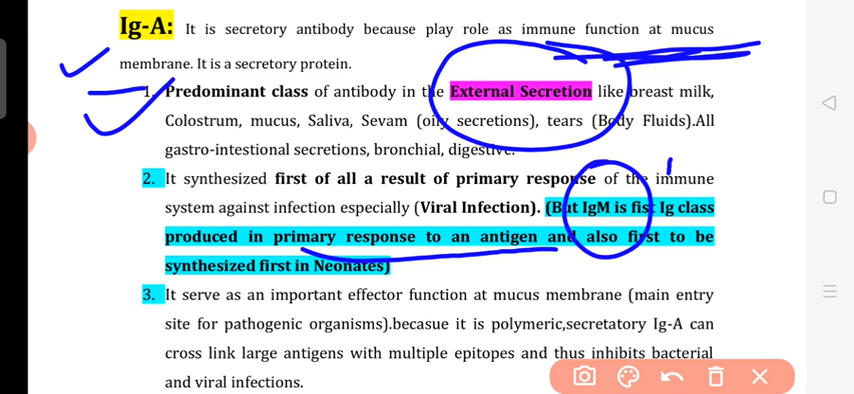 Ig-A: It is secretory antibody because play role as immune function at mucus
membrane. It is a secretory protein.
1. Predominant class of antibody in the External Secretion like breast milk,
Colostrum, mucus, Saliva, Sevam (oily secretions), tears (Body Fluids).All
gastro-intestional secretions, bronchial, digestive.
2. It synthesized first of all a result of primary response of the immune
system against infection especially (Viral Infection). (But IgM is fist Ig class
produced in primary response to an antigen and also first to be
synthesized first in Neonates)
3. It serve as an important effector function at mucus membrane (main entry
site for pathogenic organisms).becasue it is polymeric,secretatory Ig-A can
cross link large antigens with multiple epitopes and thus inhibits bacterial
and viral infections.